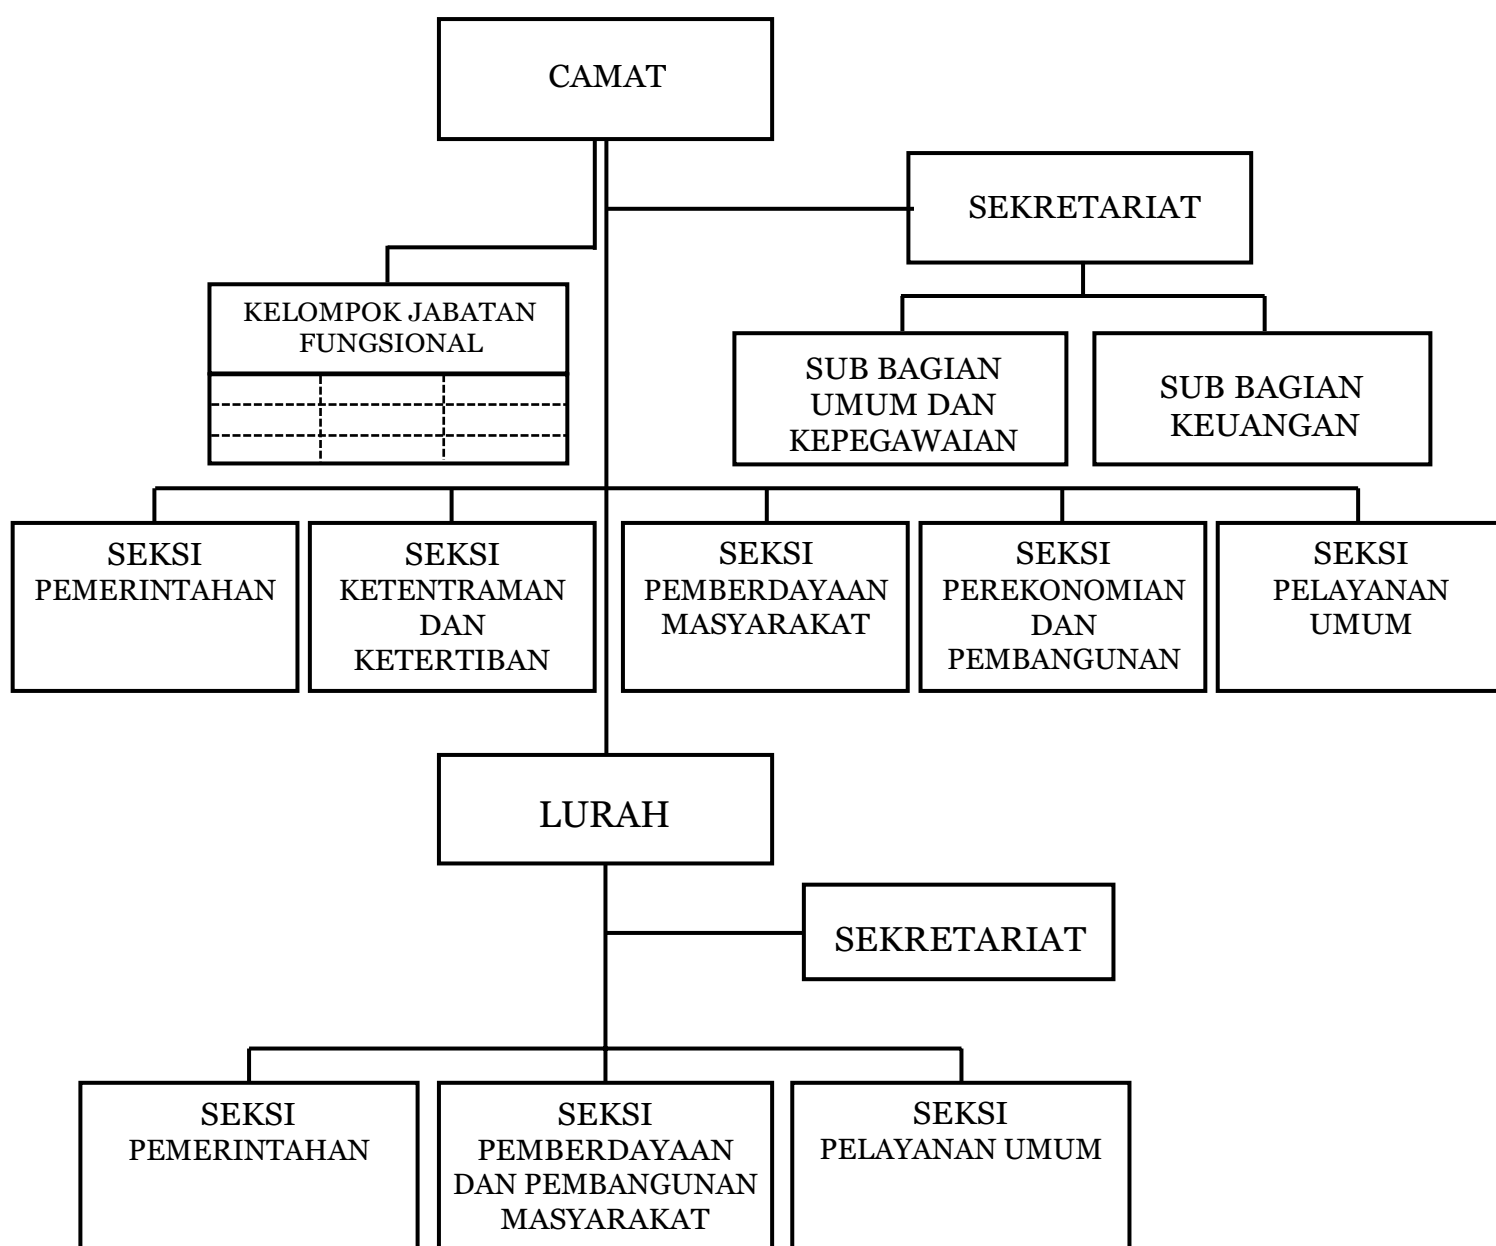 CAMAT
SEKRETARIAT
KELOMPOK JABATAN
FUNGSIONAL
SUB BAGIAN
UMUM DAN
KEPEGAWAIAN
SUB BAGIAN
KEUANGAN
SEKSI
PEMERINTAHAN
SEKSI
KETENTRAMAN
DAN
KETERTIBAN
SEKSI
PEMBERDAYAAN
MASYARAKAT
SEKSI
PEREKONOMIAN
DAN
PEMBANGUNAN
SEKSI
PELAYANAN
UMUM
LURAH
SEKRETARIAT
SEKSI
PEMERINTAHAN
SEKSI
PEMBERDAYAAN
DAN PEMBANGUNAN
MASYARAKAT
SEKSI
PELAYANAN UMUM